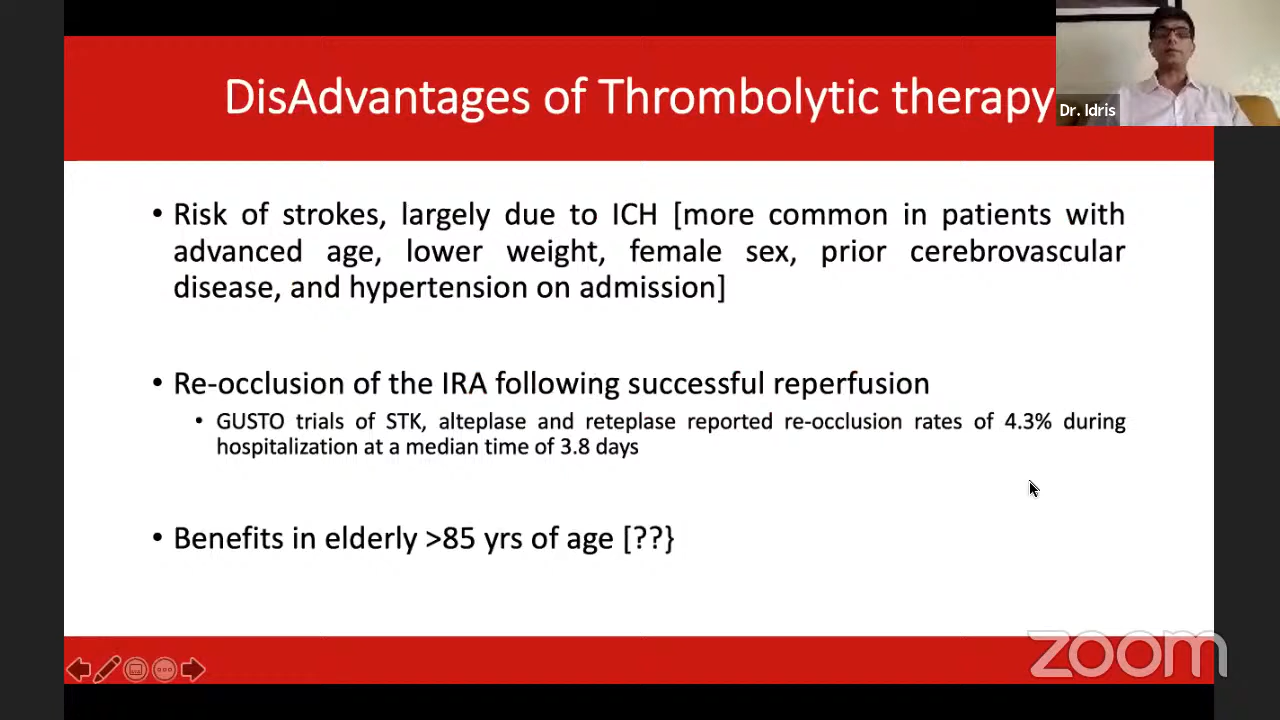 DisAdvantages of Thrombolytic therapy
Dr. Idris
• Risk of strokes, largely due to ICH [more common in patients with
advanced age, lower weight, female sex, prior cerebrovascular
disease, and hypertension on admission]
• Re-occlusion of the IRA following successful reperfusion
• GUSTO trials of STK, alteplase and reteplase reported re-occlusion rates of 4.3% during
hospitalization at a median time of 3.8 days
• Benefits in elderly >85 yrs of age [??}
zoom